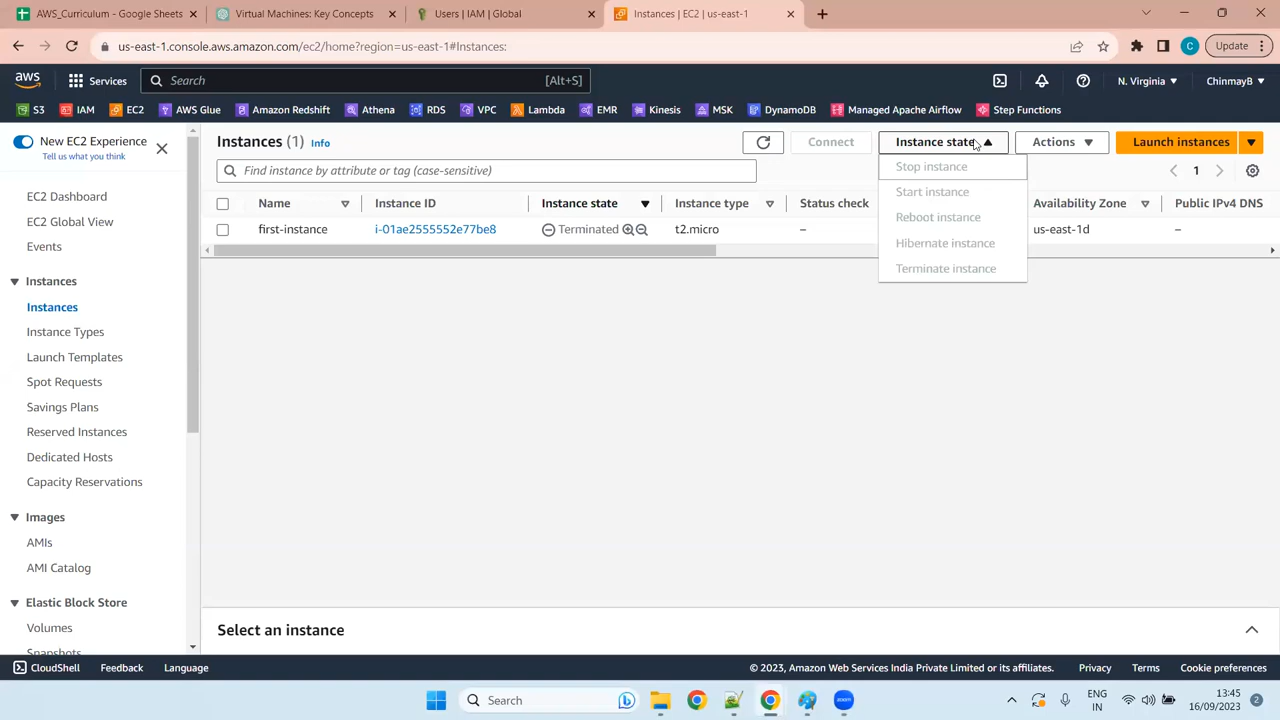 AWS_Curriculum - Google Sheets
Virtual Machines: Key Concepts
Users | IAM | Global
Instances | EC2 | us-east-1
us-east-1.console.aws.amazon.com/ec2/home?region=us-east-1#Instances:
C
Update
aws
Services
Search
[Alt+S]
N. Virginia
ChinmayB
S3
IAM
EC2
AWS Glue
Amazon Redshift
Athena
RDS
VPC
Lambda
EMR
Kinesis
MSK
DynamoDB
Managed Apache Airflow
Step Functions
New EC2 Experience
Tell us what you think
EC2 Dashboard
EC2 Global View
Events
Instances
Instances
Instance Types
Launch Templates
Spot Requests
Savings Plans
Reserved Instances
Dedicated Hosts
Capacity Reservations
Images
AMIs
AMI Catalog
Elastic Block Store
Volumes
Snapshots
Instances (1)
Info
Connect
Instance state
Actions
Launch instances
Find instance by attribute or tag (case-sensitive)
1
Stop instance
Start instance
Reboot instance
Hibernate instance
Terminate instance
Name
Instance ID
Instance state
Instance type
Status check
Availability Zone
Public IPv4 DNS
first-instance
i-01ae2555552e77be8
Terminated
t2.micro
–
us-east-1d
–
Select an instance
CloudShell
Feedback
Language
© 2023, Amazon Web Services India Private Limited or its affiliates.
Privacy
Terms
Cookie preferences
Search
zoom
ENG
IN
13:45
16/09/2023
2